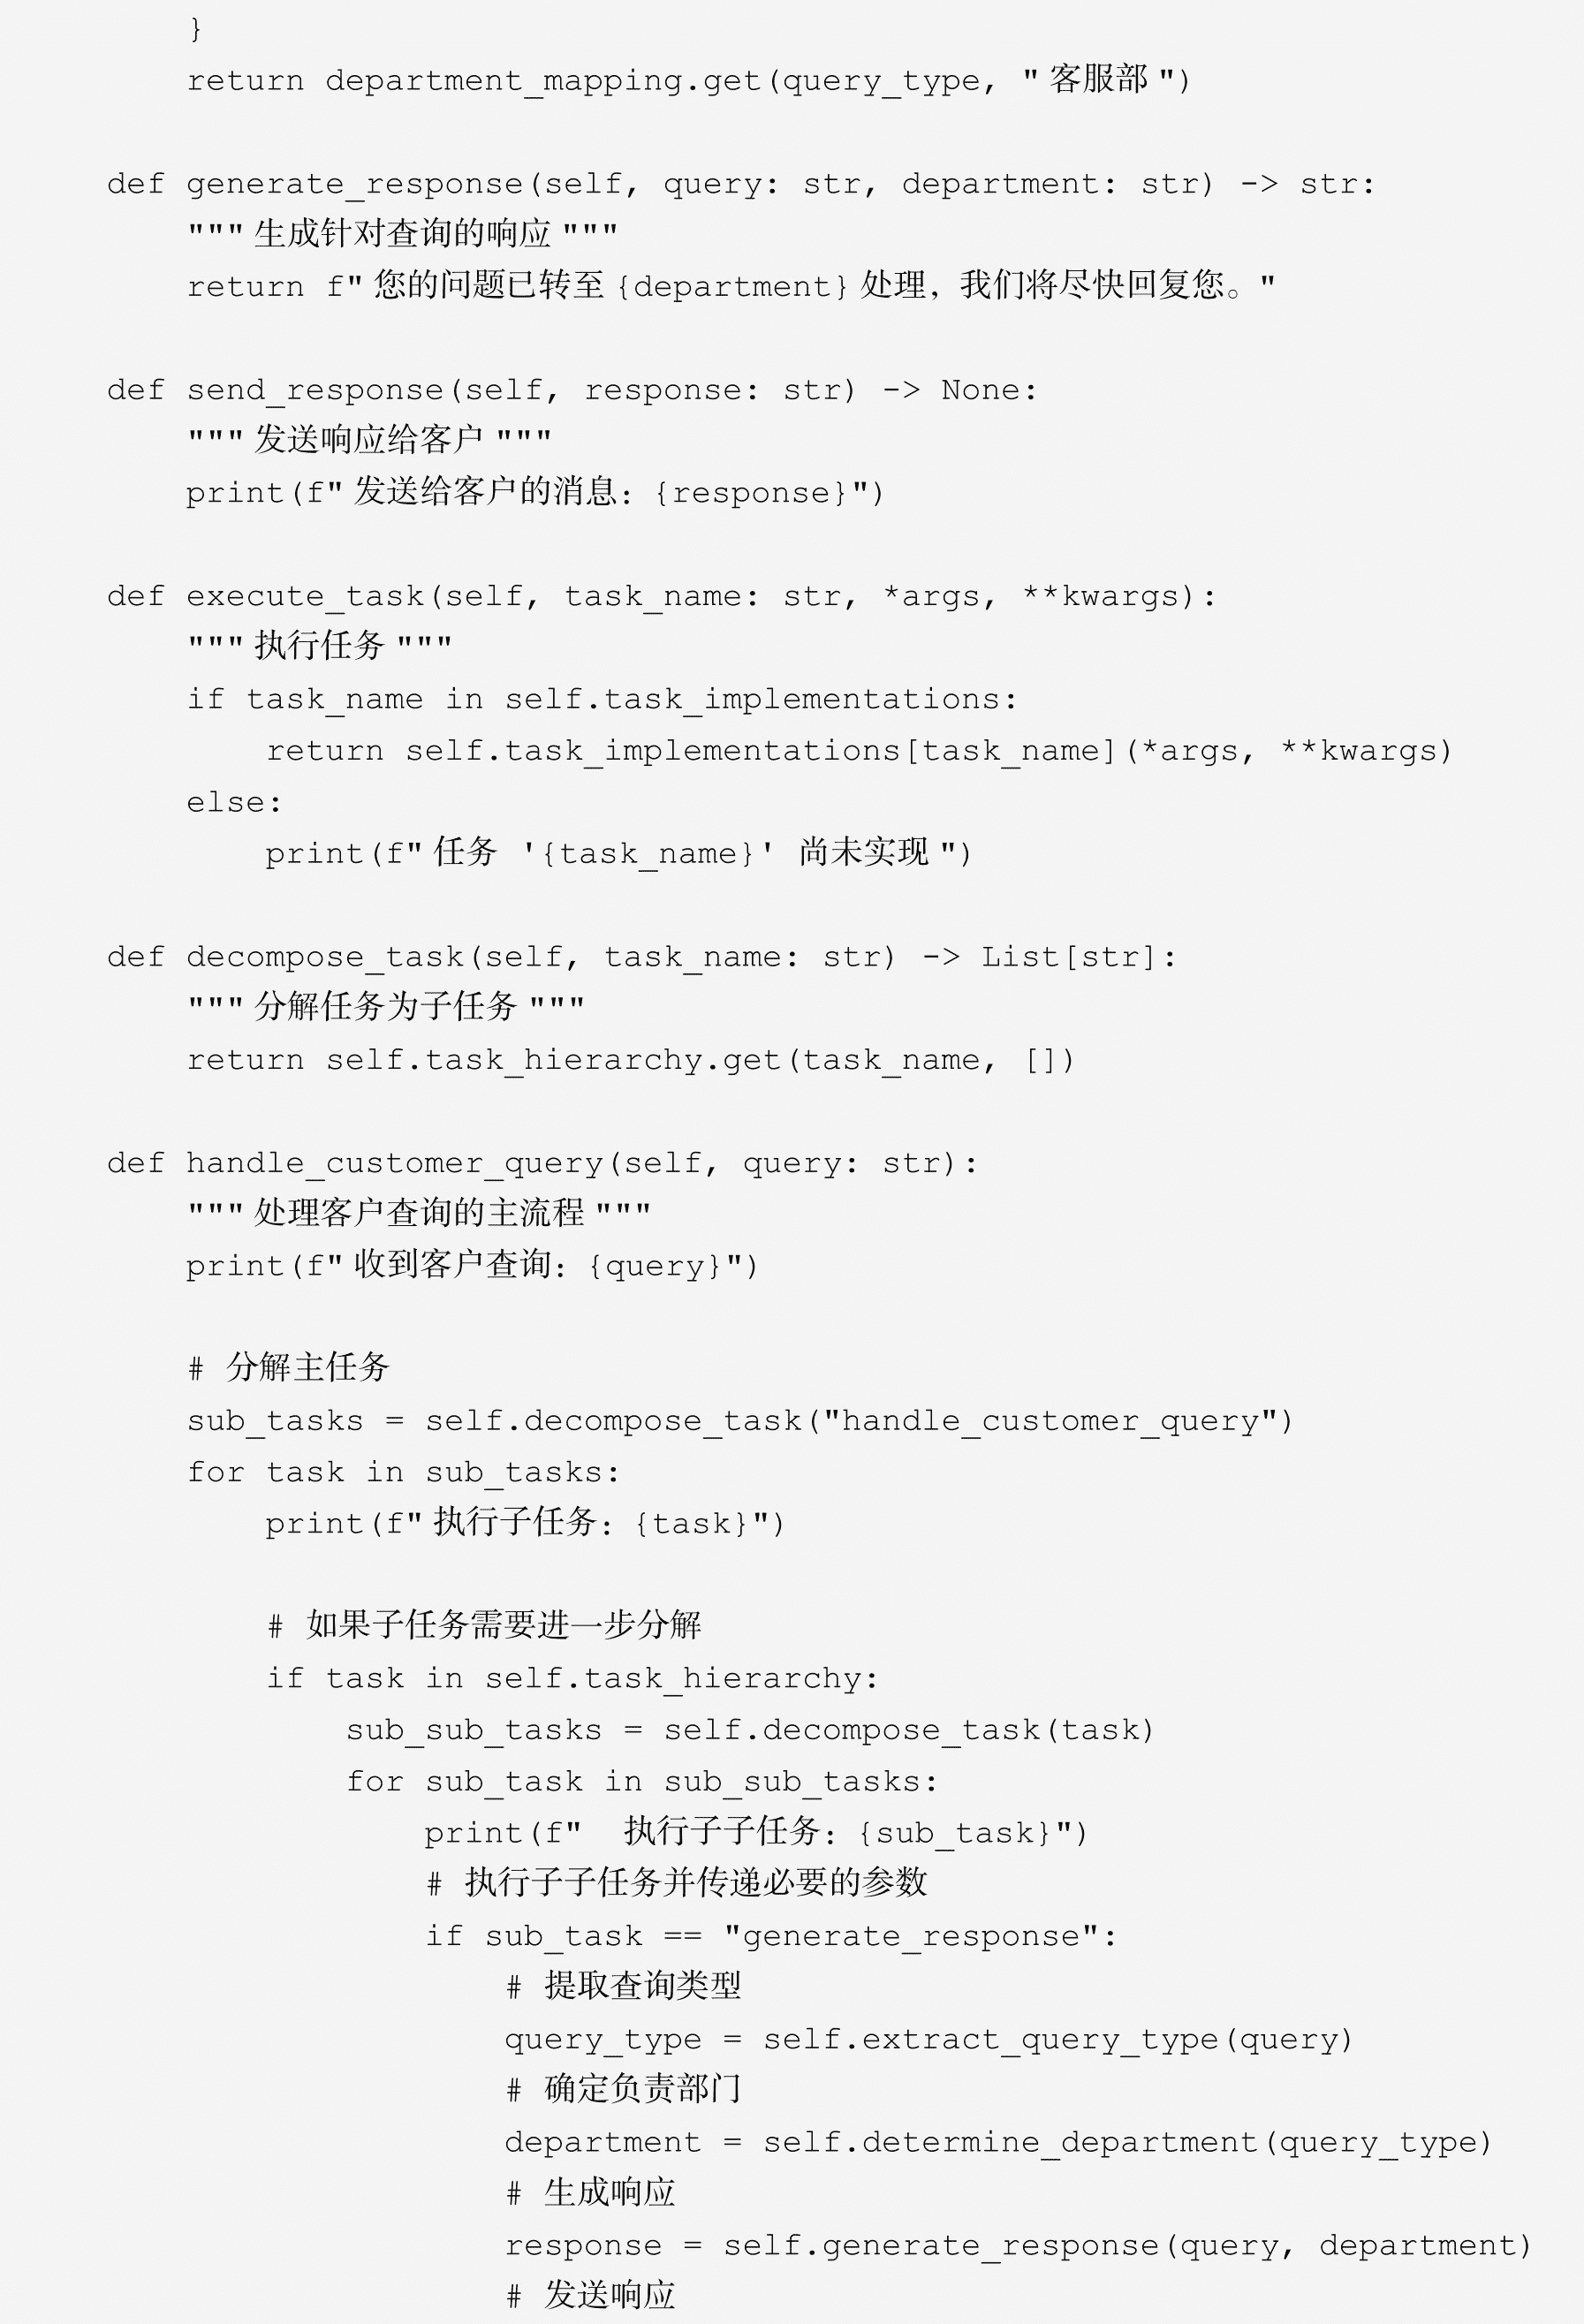 }
        return department_mapping.get(query_type, " 客服部 ")

    def generate_response(self, query: str, department: str) -> str:
        """ 生成针对查询的响应 """
        return f" 您的问题已转至 {department} 处理，我们将尽快回复您。"

    def send_response(self, response: str) -> None:
        """ 发送响应给客户 """
        print(f" 发送给客户的消息：{response}")

    def execute_task(self, task_name: str, *args, **kwargs):
        """ 执行任务 """
        if task_name in self.task_implementations:
            return self.task_implementations[task_name](*args, **kwargs)
        else:
            print(f" 任务 '{task_name}' 尚未实现 ")

    def decompose_task(self, task_name: str) -> List[str]:
        """ 分解任务为子任务 """
        return self.task_hierarchy.get(task_name, [])

    def handle_customer_query(self, query: str):
        """ 处理客户查询的主流程 """
        print(f" 收到客户查询：{query}")

        # 分解主任务
        sub_tasks = self.decompose_task("handle_customer_query")
        for task in sub_tasks:
            print(f" 执行子任务：{task}")

            # 如果子任务需要进一步分解
            if task in self.task_hierarchy:
                sub_sub_tasks = self.decompose_task(task)
                for sub_task in sub_sub_tasks:
                    print(f"  执行子子任务：{sub_task}")
                    # 执行子子任务并传递必要的参数
                    if sub_task == "generate_response":
                        # 提取查询类型
                        query_type = self.extract_query_type(query)
                        # 确定负责部门
                        department = self.determine_department(query_type)
                        # 生成响应
                        response = self.generate_response(query, department)
                        # 发送响应